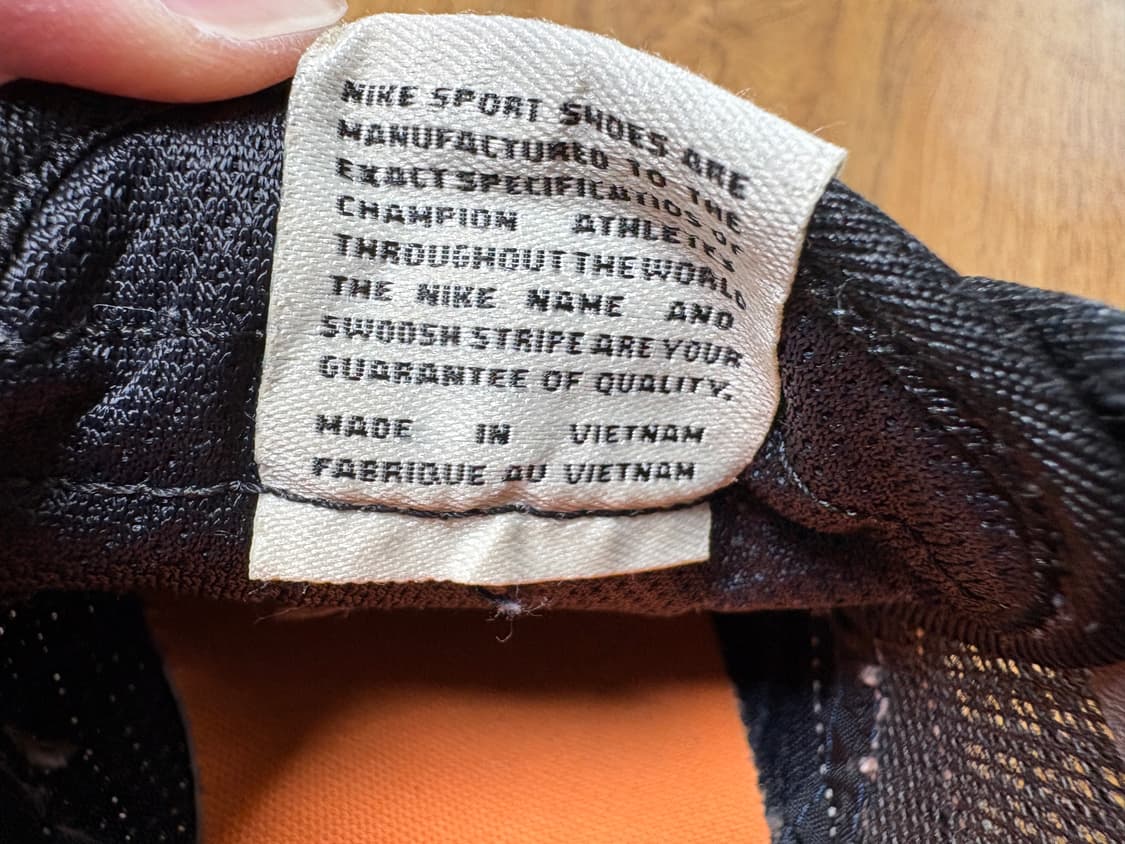 NIKE SPORT SHOES ARE
MANUFACTURED TO THE
EXACT SPECIFICATIOS OF
CHAMPION ATHLETES
THROUGHOUT THE WORLD
THE NIKE NAME AND
SWOOSH STRIPE ARE YOUR
GUARANTEE OF QUALITY.
MADE IN VIETNAM
FABRIQUE AU VIETNAM